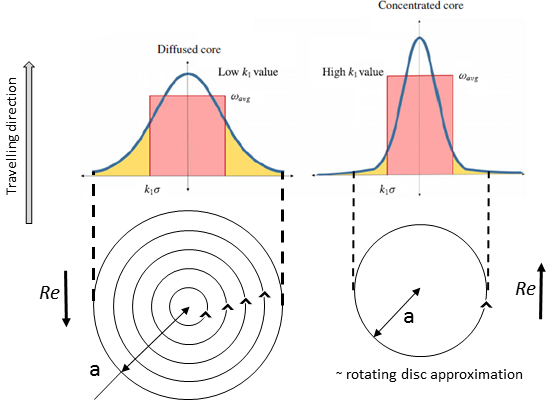 Diffused core
Concentrated core
Low k₁ value
High k₁ value
ωavg
ωavg
Travelling direction
k₁σ
k₁σ
Re
Re
a
a
~ rotating disc approximation